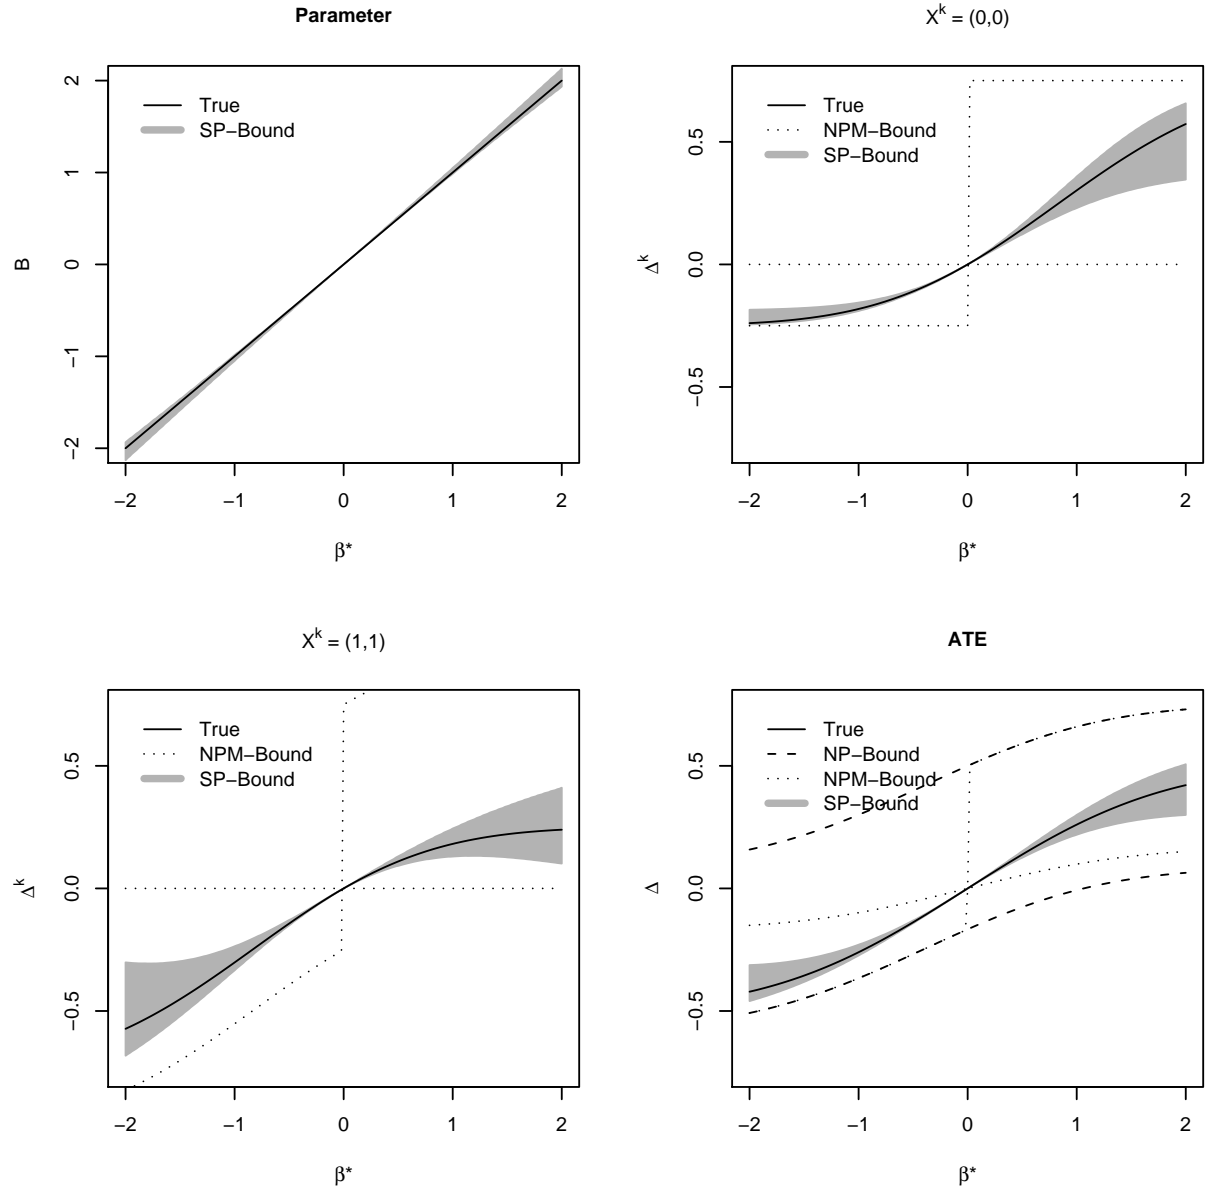 Parameter
True
SP−Bound
B
2
1
0
−1
−2
−2 −1 0 1 2
β*
X^k = (0,0)
True
NPM−Bound
SP−Bound
Δ^k
0.5
0.0
−0.5
−2 −1 0 1 2
β*
X^k = (1,1)
True
NPM−Bound
SP−Bound
Δ^k
0.5
0.0
−0.5
−2 −1 0 1 2
β*
ATE
True
NP−Bound
NPM−Bound
SP−Bound
Δ
0.5
0.0
−0.5
−2 −1 0 1 2
β*